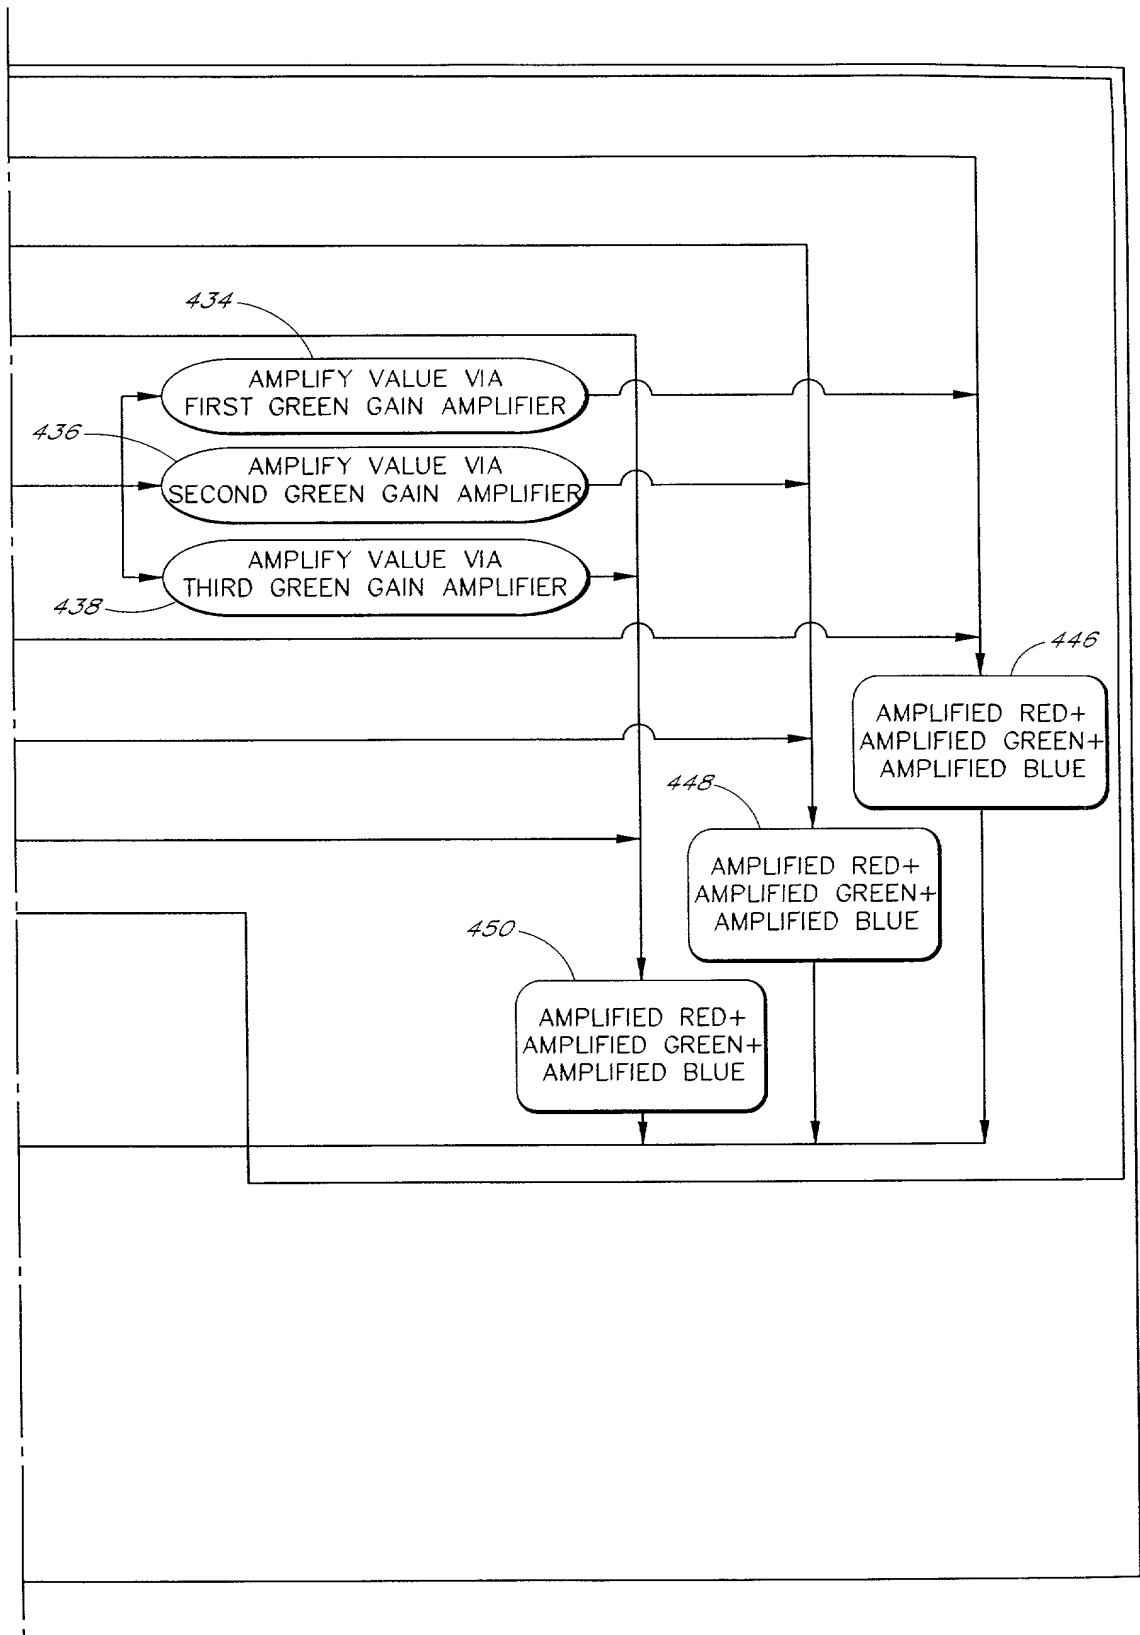 434
AMPLIFY VALUE VIA
FIRST GREEN GAIN AMPLIFIER
436
AMPLIFY VALUE VIA
SECOND GREEN GAIN AMPLIFIER
AMPLIFY VALUE VIA
THIRD GREEN GAIN AMPLIFIER
438
446
AMPLIFIED RED+
AMPLIFIED GREEN+
AMPLIFIED BLUE
448
AMPLIFIED RED+
AMPLIFIED GREEN+
AMPLIFIED BLUE
450
AMPLIFIED RED+
AMPLIFIED GREEN+
AMPLIFIED BLUE